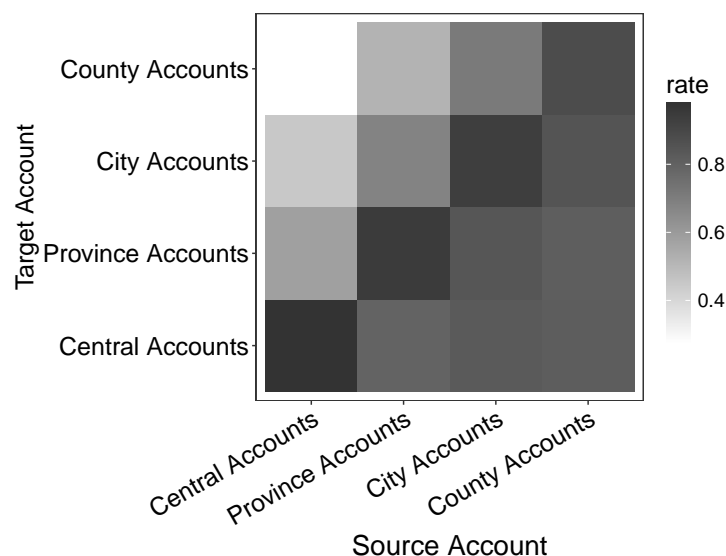 County Accounts
City Accounts
Province Accounts
Central Accounts
Target Account
Central Accounts
Province Accounts
City Accounts
County Accounts
Source Account
rate
0.8
0.6
0.4